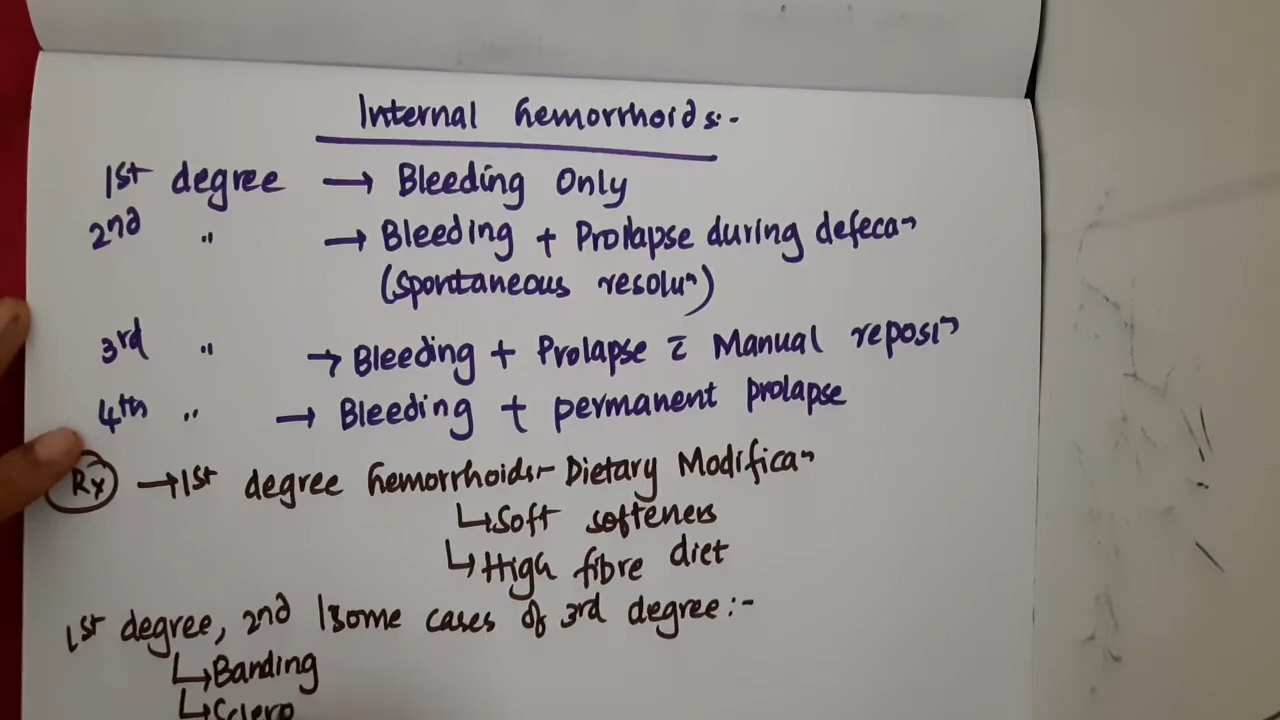 Internal hemorrhoids:-
1st degree → Bleeding Only
2nd " → Bleeding + Prolapse during defecan
(Spontaneous resolun)
3rd " → Bleeding + Prolapse c̄ Manual reposin
4th " → Bleeding + permanent prolapse
Rx → 1st degree hemorrhoids:- Dietary Modifican
↳ Soft softeners
↳ High fibre diet
1st degree, 2nd | some cases of 3rd degree:-
↳ Banding
↳ Sclero